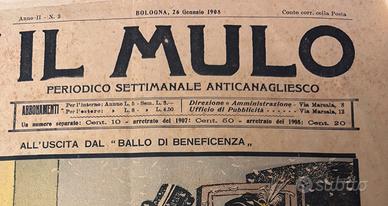 Anno II - N. 3
BOLOGNA, 26 Gennaio 1908
Conto corr. colla Posta
IL MULO
PERIODICO SETTIMANALE ANTICANAGLIESCO
ABBONAMENTI
Per l'interno: Anno L. 5 - Sem. L. 3.—
Per l'estero: „ L. 8 - „ L. 4,50
Direzione e Amministrazione - Via Marsala, 8
Ufficio di Pubblicità - Via Marsala, 13
Un numero separato: Cent. 10 — arretrato del 1907: Cent. 50 — arretrato del 1908: Cent. 20
ALL'USCITA DAL "BALLO DI BENEFICENZA„
subito.it